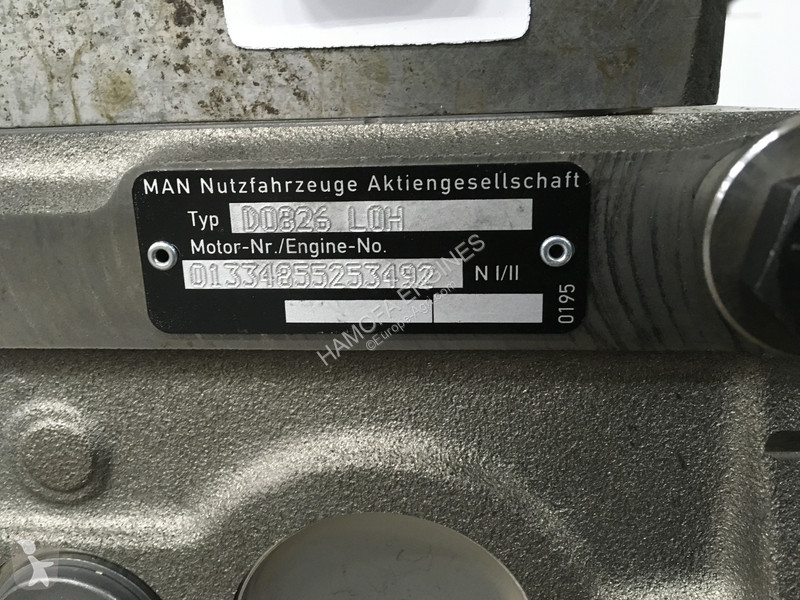 MAN Nutzfahrzeuge Aktiengesellschaft
Typ D0826 LOH
Motor-Nr./Engine-No.
01334855253492 N I/II
0195
HAMOFA ENGINES